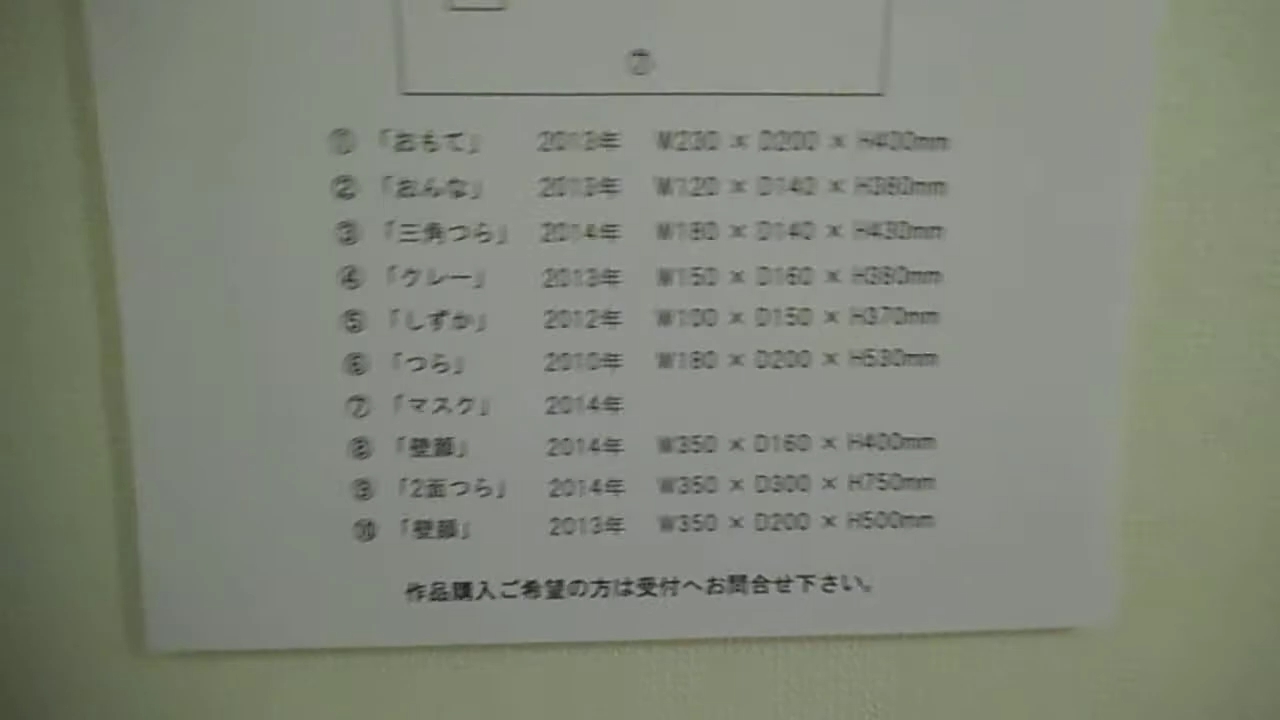 ⑦
① 「おもて」 2013年 W230 × D200 × H400mm
② 「おんな」 2013年 W120 × D140 × H380mm
③ 「三角つら」 2014年 W180 × D140 × H430mm
④ 「クレー」 2013年 W150 × D160 × H380mm
⑤ 「しずか」 2012年 W100 × D150 × H370mm
⑥ 「つら」 2010年 W180 × D200 × H530mm
⑦ 「マスク」 2014年
⑧ 「壁顔」 2014年 W350 × D160 × H400mm
⑨ 「2面つら」 2014年 W350 × D300 × H750mm
⑩ 「壁顔」 2013年 W350 × D200 × H500mm
作品購入ご希望の方は受付へお問合せ下さい。